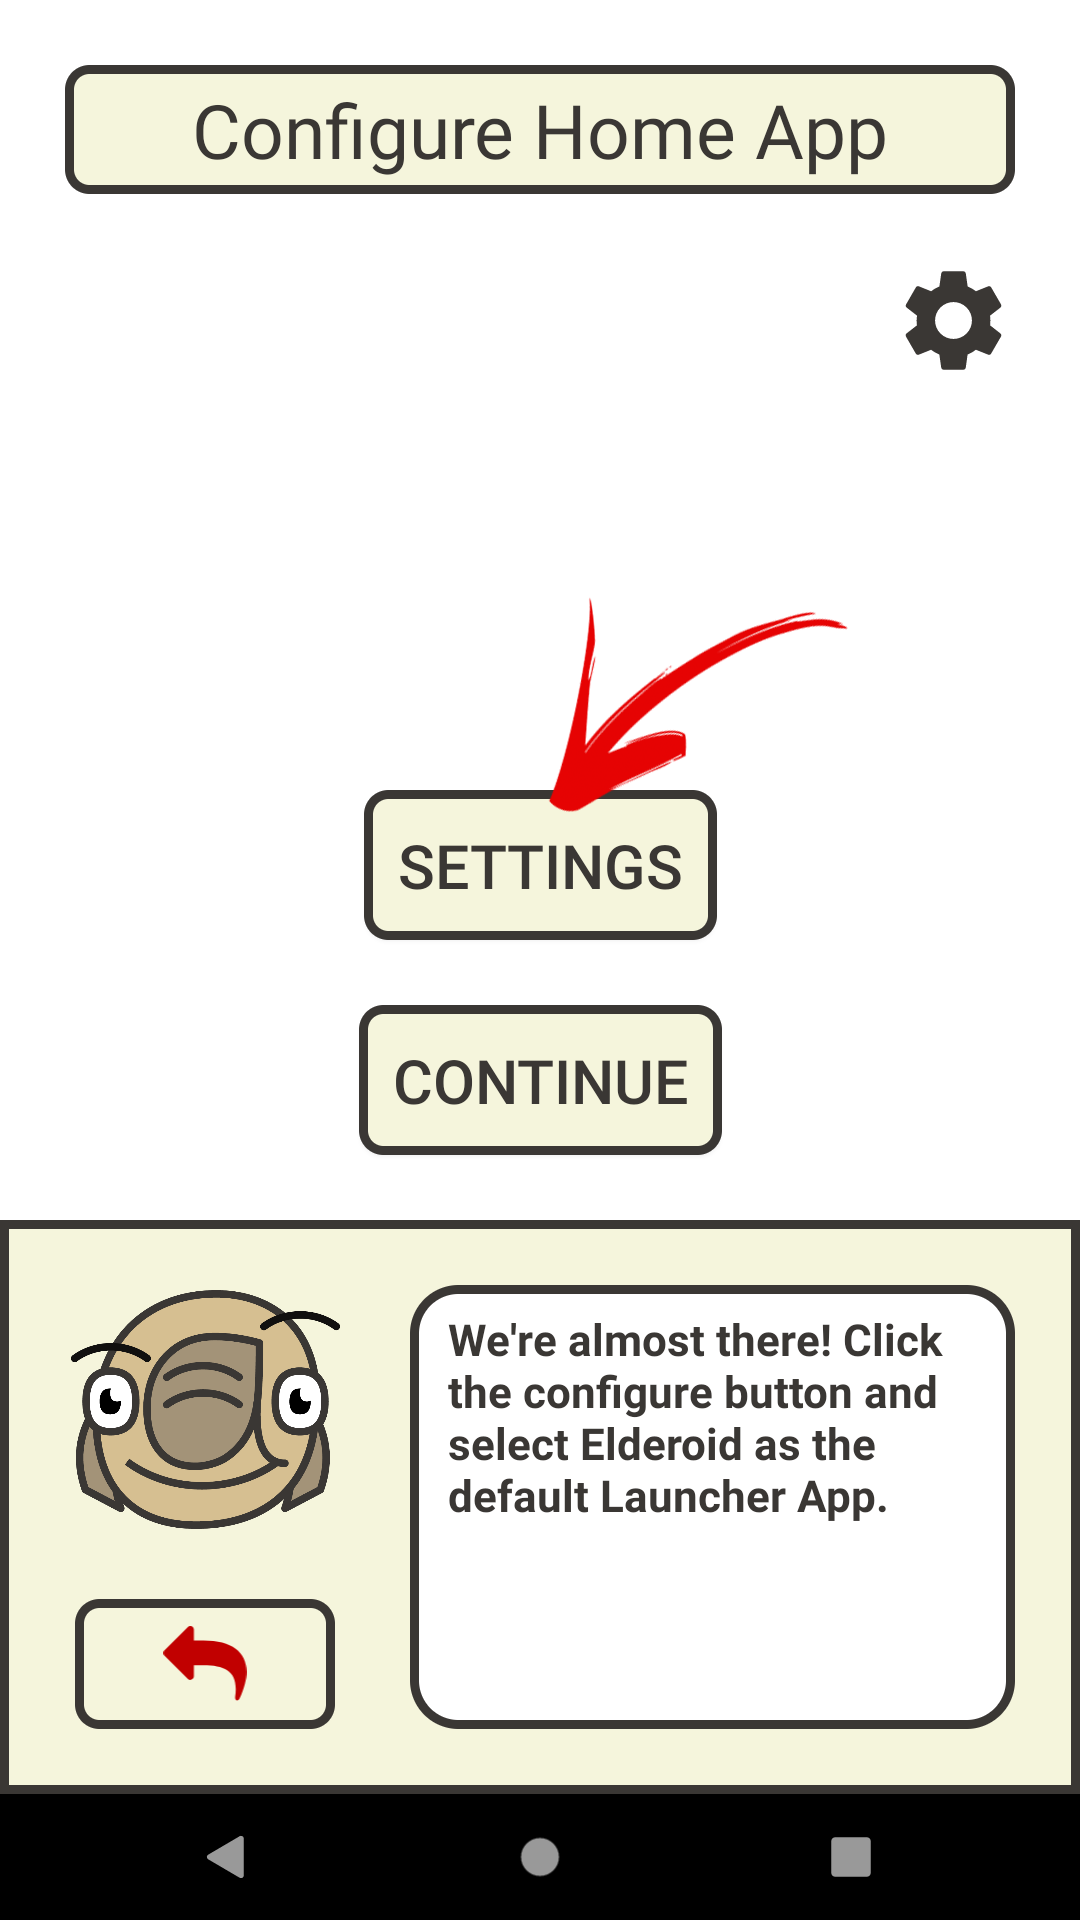 Configure Home App
SETTINGS
CONTINUE
We're almost there! Click
the configure button and
select Elderoid as the
default Launcher App.